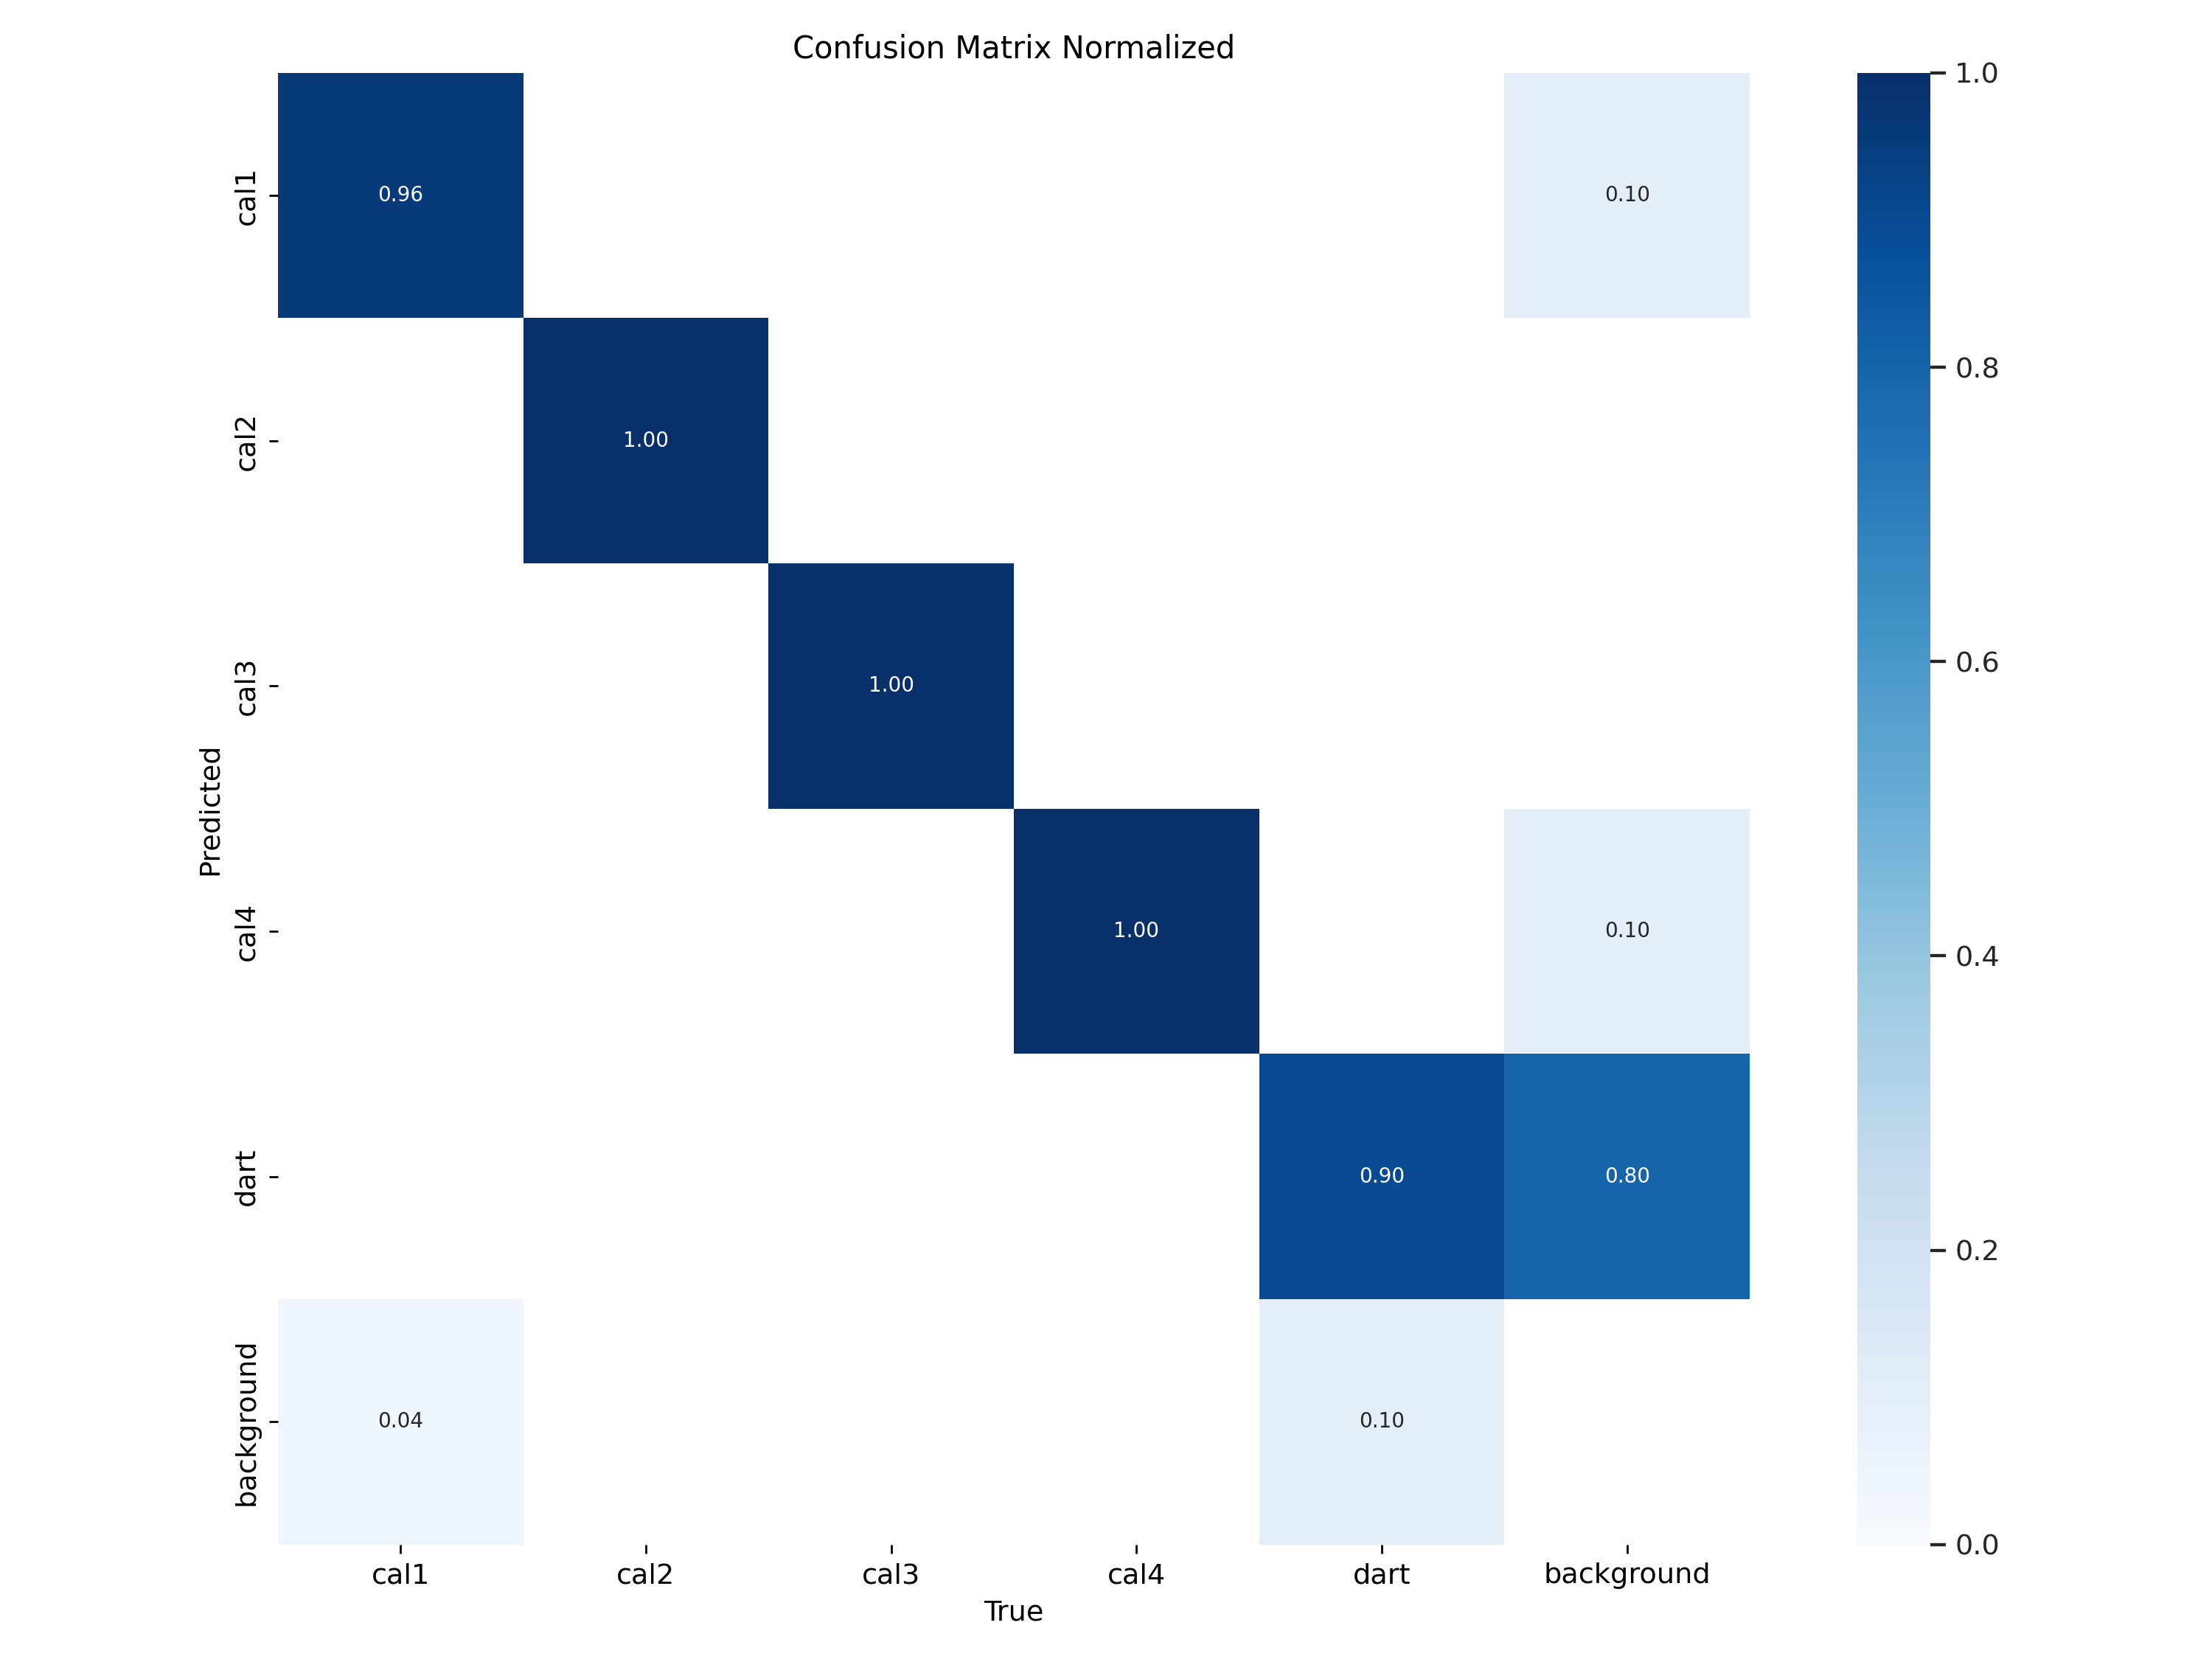 Confusion Matrix Normalized
cal1
0.96
0.10
cal2
1.00
cal3
1.00
cal4
1.00
0.10
dart
0.90
0.80
background
0.04
0.10
cal1 cal2 cal3 cal4 dart background
True
Predicted
1.0
0.8
0.6
0.4
0.2
0.0